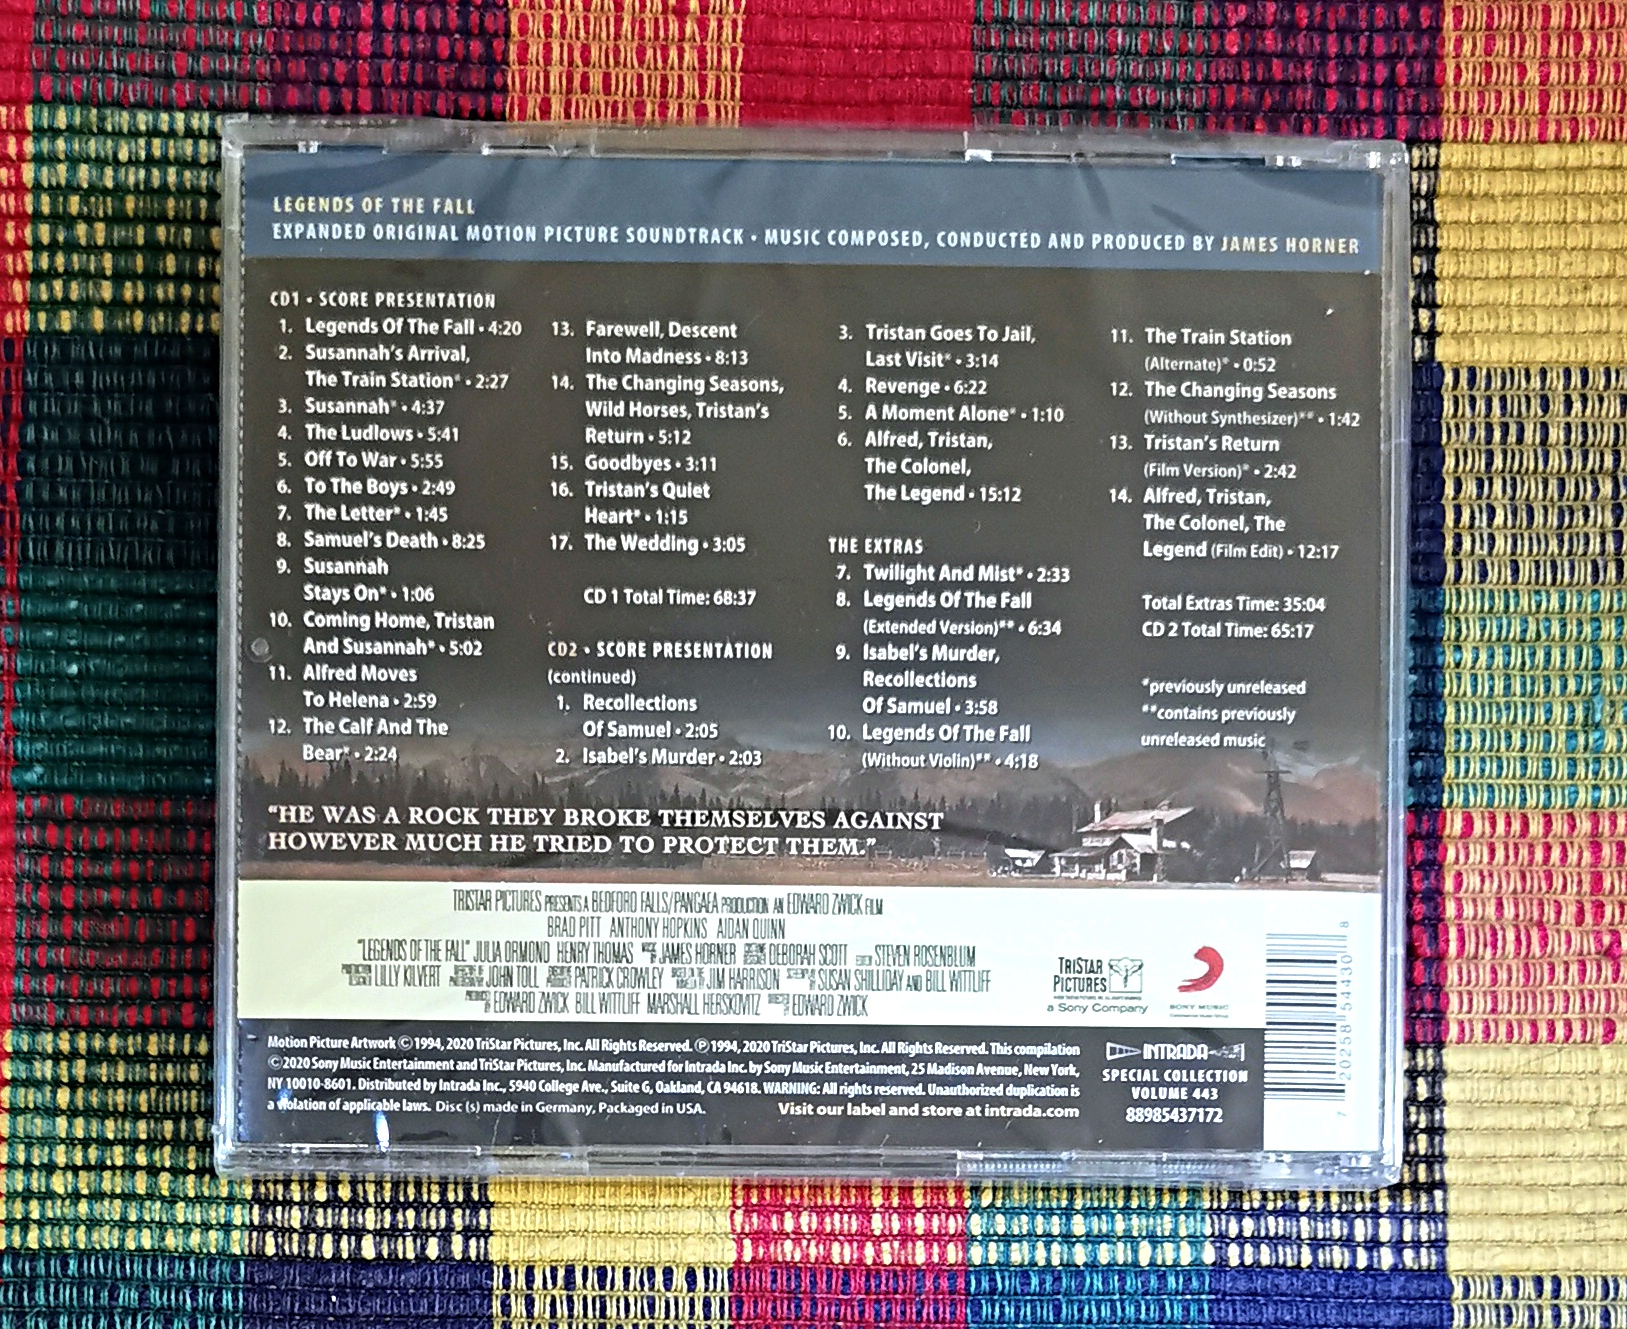 LEGENDS OF THE FALL
EXPANDED ORIGINAL MOTION PICTURE SOUNDTRACK • MUSIC COMPOSED, CONDUCTED AND PRODUCED BY JAMES HORNER
CD1 • SCORE PRESENTATION
1. Legends Of The Fall • 4:20
2. Susannah's Arrival,
The Train Station* • 2:27
3. Susannah* • 4:37
4. The Ludlows • 5:41
5. Off To War • 5:55
6. To The Boys • 2:49
7. The Letter* • 1:45
8. Samuel's Death • 8:25
9. Susannah
Stays On* • 1:06
10. Coming Home, Tristan
And Susannah* • 5:02
11. Alfred Moves
To Helena • 2:59
12. The Calf And The
Bear* • 2:24
13. Farewell, Descent
Into Madness • 8:13
14. The Changing Seasons,
Wild Horses, Tristan's
Return • 5:12
15. Goodbyes • 3:11
16. Tristan's Quiet
Heart* • 1:15
17. The Wedding • 3:05
CD 1 Total Time: 68:37
CD2 • SCORE PRESENTATION
(continued)
1. Recollections
Of Samuel • 2:05
2. Isabel's Murder • 2:03
3. Tristan Goes To Jail,
Last Visit* • 3:14
4. Revenge • 6:22
5. A Moment Alone* • 1:10
6. Alfred, Tristan,
The Colonel,
The Legend • 15:12
THE EXTRAS
7. Twilight And Mist* • 2:33
8. Legends Of The Fall
(Extended Version)** • 6:34
9. Isabel's Murder,
Recollections
Of Samuel • 3:58
10. Legends Of The Fall
(Without Violin)** • 4:18
11. The Train Station
(Alternate)* • 0:52
12. The Changing Seasons
(Without Synthesizer)** • 1:42
13. Tristan's Return
(Film Version)* • 2:42
14. Alfred, Tristan,
The Colonel, The
Legend (Film Edit) • 12:17
Total Extras Time: 35:04
CD 2 Total Time: 65:17
*previously unreleased
**contains previously
unreleased music
"HE WAS A ROCK THEY BROKE THEMSELVES AGAINST
HOWEVER MUCH HE TRIED TO PROTECT THEM."
TRISTAR PICTURES PRESENTS A BEDFORD FALLS/PANGAEA PRODUCTION AN EDWARD ZWICK FILM
BRAD PITT ANTHONY HOPKINS AIDAN QUINN
"LEGENDS OF THE FALL" JULIA ORMOND HENRY THOMAS JAMES HORNER DEBORAH SCOTT STEVEN ROSENBLUM
LILLY KILVERT JOHN TOLL PATRICK CROWLEY JIM HARRISON SUSAN SHILLIDAY AND BILL WITTLIFF
EDWARD ZWICK BILL WITTLIFF MARSHALL HERSKOVITZ EDWARD ZWICK
TRISTAR
PICTURES
a Sony Company
SONY MUSIC
7 20258 54430 8
Motion Picture Artwork © 1994, 2020 TriStar Pictures, Inc. All Rights Reserved. ℗ 1994, 2020 TriStar Pictures, Inc. All Rights Reserved. This compilation
© 2020 Sony Music Entertainment and TriStar Pictures, Inc. Manufactured for Intrada Inc. by Sony Music Entertainment, 25 Madison Avenue, New York,
NY 10010-8601. Distributed by Intrada Inc., 5940 College Ave., Suite G, Oakland, CA 94618. WARNING: All rights reserved. Unauthorized duplication is
a violation of applicable laws. Disc (s) made in Germany, Packaged in USA. Visit our label and store at intrada.com
INTRADA
SPECIAL COLLECTION
VOLUME 443
88985437172